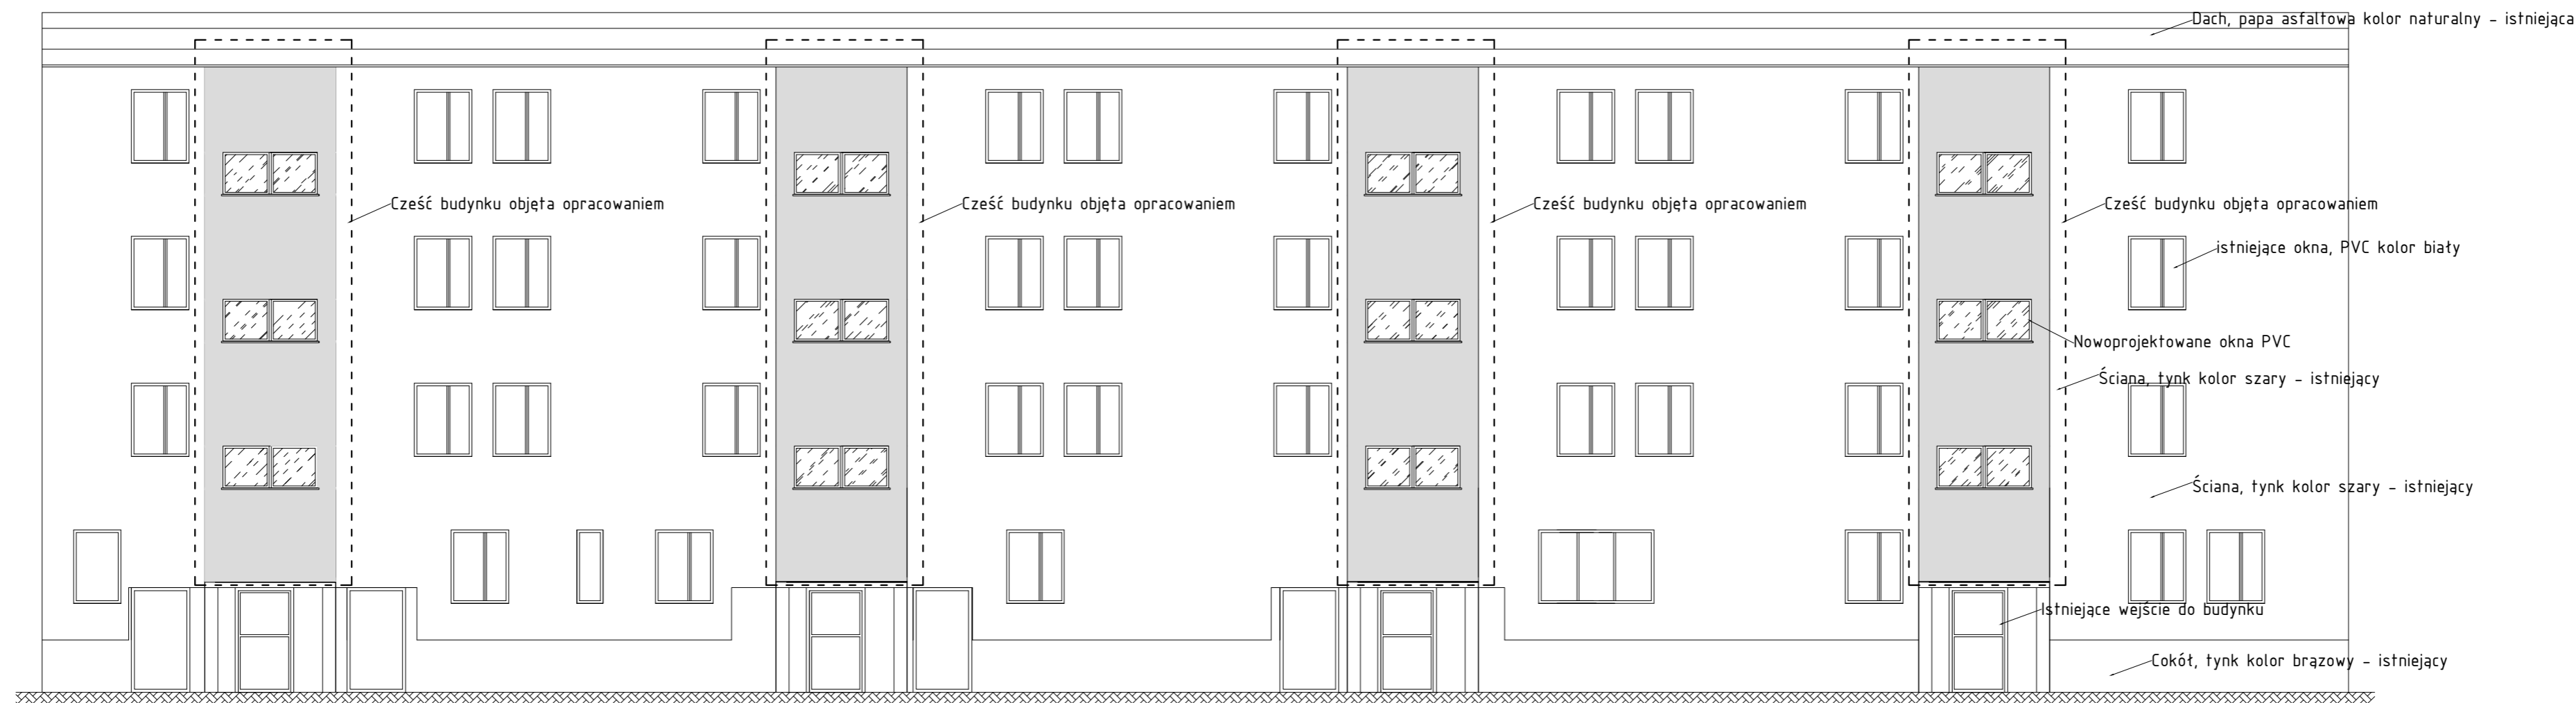 Dach, papa asfaltowa kolor naturalny - istniejąca
Cześć budynku objęta opracowaniem
Cześć budynku objęta opracowaniem
Cześć budynku objęta opracowaniem
Cześć budynku objęta opracowaniem
istniejące okna, PVC kolor biały
Nowoprojektowane okna PVC
Ściana, tynk kolor szary - istniejący
Ściana, tynk kolor szary - istniejący
Istniejące wejście do budynku
Cokół, tynk kolor brązowy - istniejący